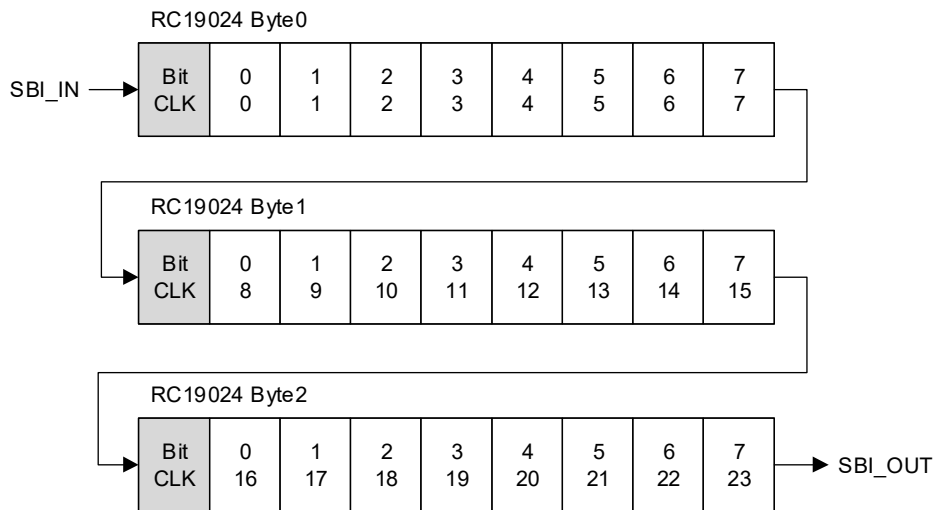 RC19024 Byte0
SBI_IN
Bit 0 1 2 3 4 5 6 7
CLK 0 1 2 3 4 5 6 7
RC19024 Byte1
Bit 0 1 2 3 4 5 6 7
CLK 8 9 10 11 12 13 14 15
RC19024 Byte2
Bit 0 1 2 3 4 5 6 7
CLK 16 17 18 19 20 21 22 23
SBI_OUT